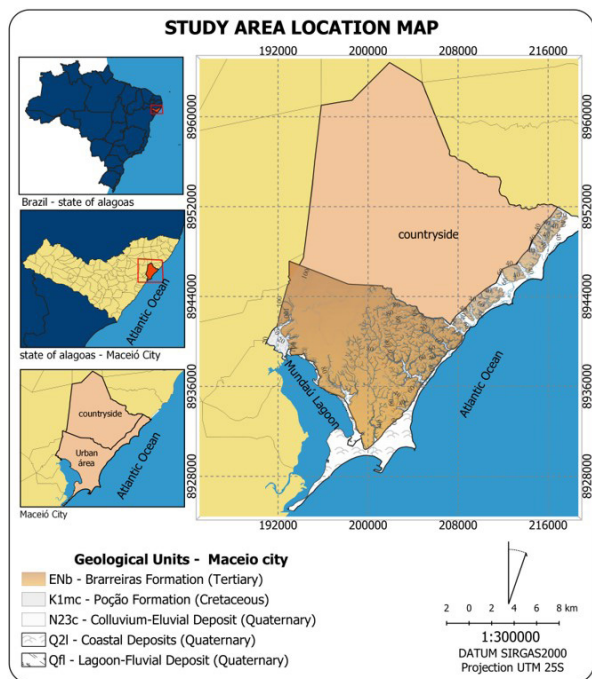 STUDY AREA LOCATION MAP
192000 200000 208000 216000
Brazil - state of alagoas
Atlantic Ocean
state of alagoas - Maceió City
countryside
Urban
área
Atlantic Ocean
Maceió City
8960000
8952000
8944000
8936000
8928000
countryside
Mundaú Lagoon
Atlantic Ocean
8960000
8952000
8944000
8936000
8928000
192000 200000 208000 216000
Geological Units - Maceio city
ENb - Brarreiras Formation (Tertiary)
K1mc - Poção Formation (Cretaceous)
N23c - Colluvium-Eluvial Deposit (Quaternary)
Q2l - Coastal Deposits (Quaternary)
Qfl - Lagoon-Fluvial Deposit (Quaternary)
2 0 2 4 6 8 km
1:300000
DATUM SIRGAS2000
Projection UTM 25S